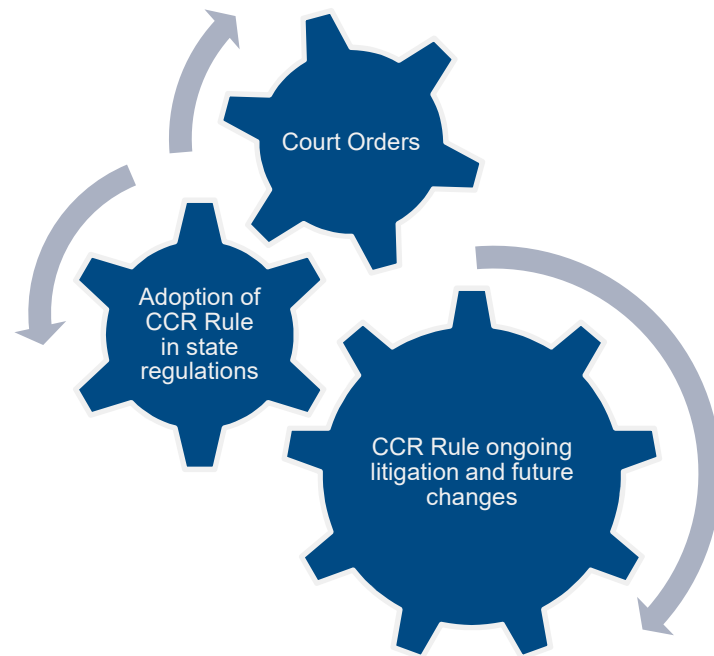 Court Orders
Adoption of
CCR Rule
in state
regulations
CCR Rule ongoing
litigation and future
changes